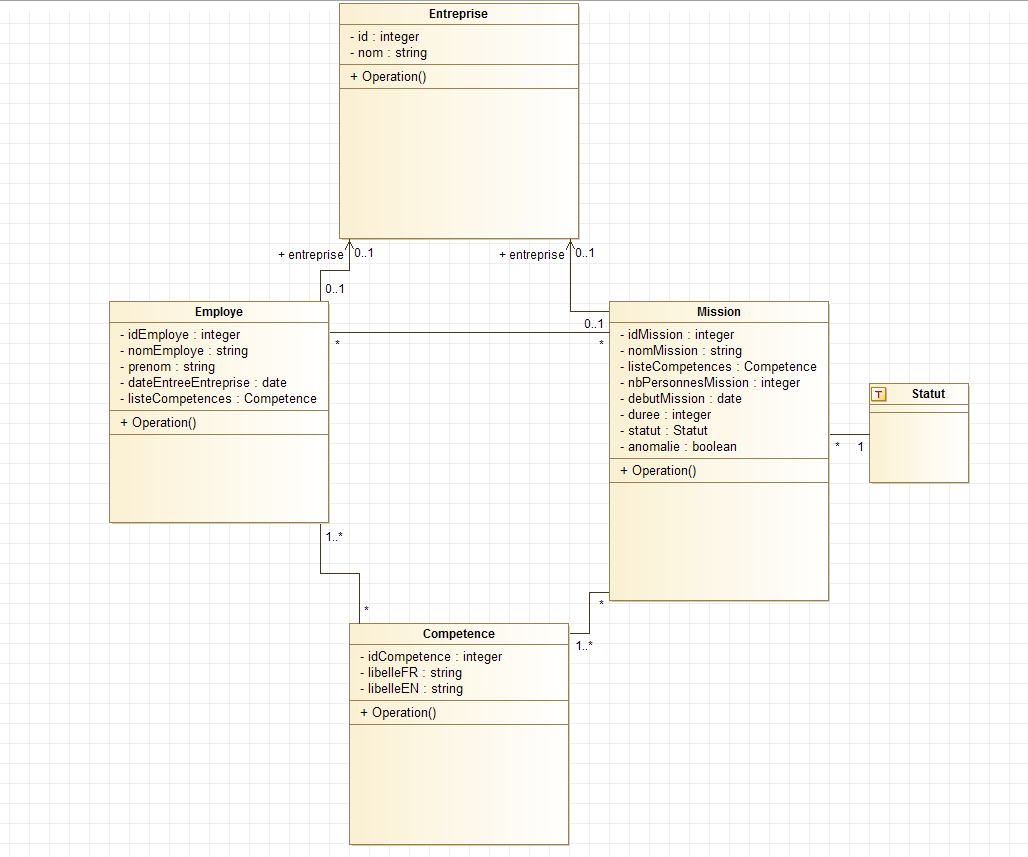 Entreprise
- id : integer
- nom : string
+ Operation()
+ entreprise
0..1
+ entreprise
0..1
0..1
0..1
Employe
- idEmploye : integer
- nomEmploye : string
- prenom : string
- dateEntreeEntreprise : date
- listeCompetences : Competence
+ Operation()
*
*
Mission
- idMission : integer
- nomMission : string
- listeCompetences : Competence
- nbPersonnesMission : integer
- debutMission : date
- duree : integer
- statut : Statut
- anomalie : boolean
+ Operation()
* 1
T Statut
1..*
*
*
1..*
Competence
- idCompetence : integer
- libelleFR : string
- libelleEN : string
+ Operation()